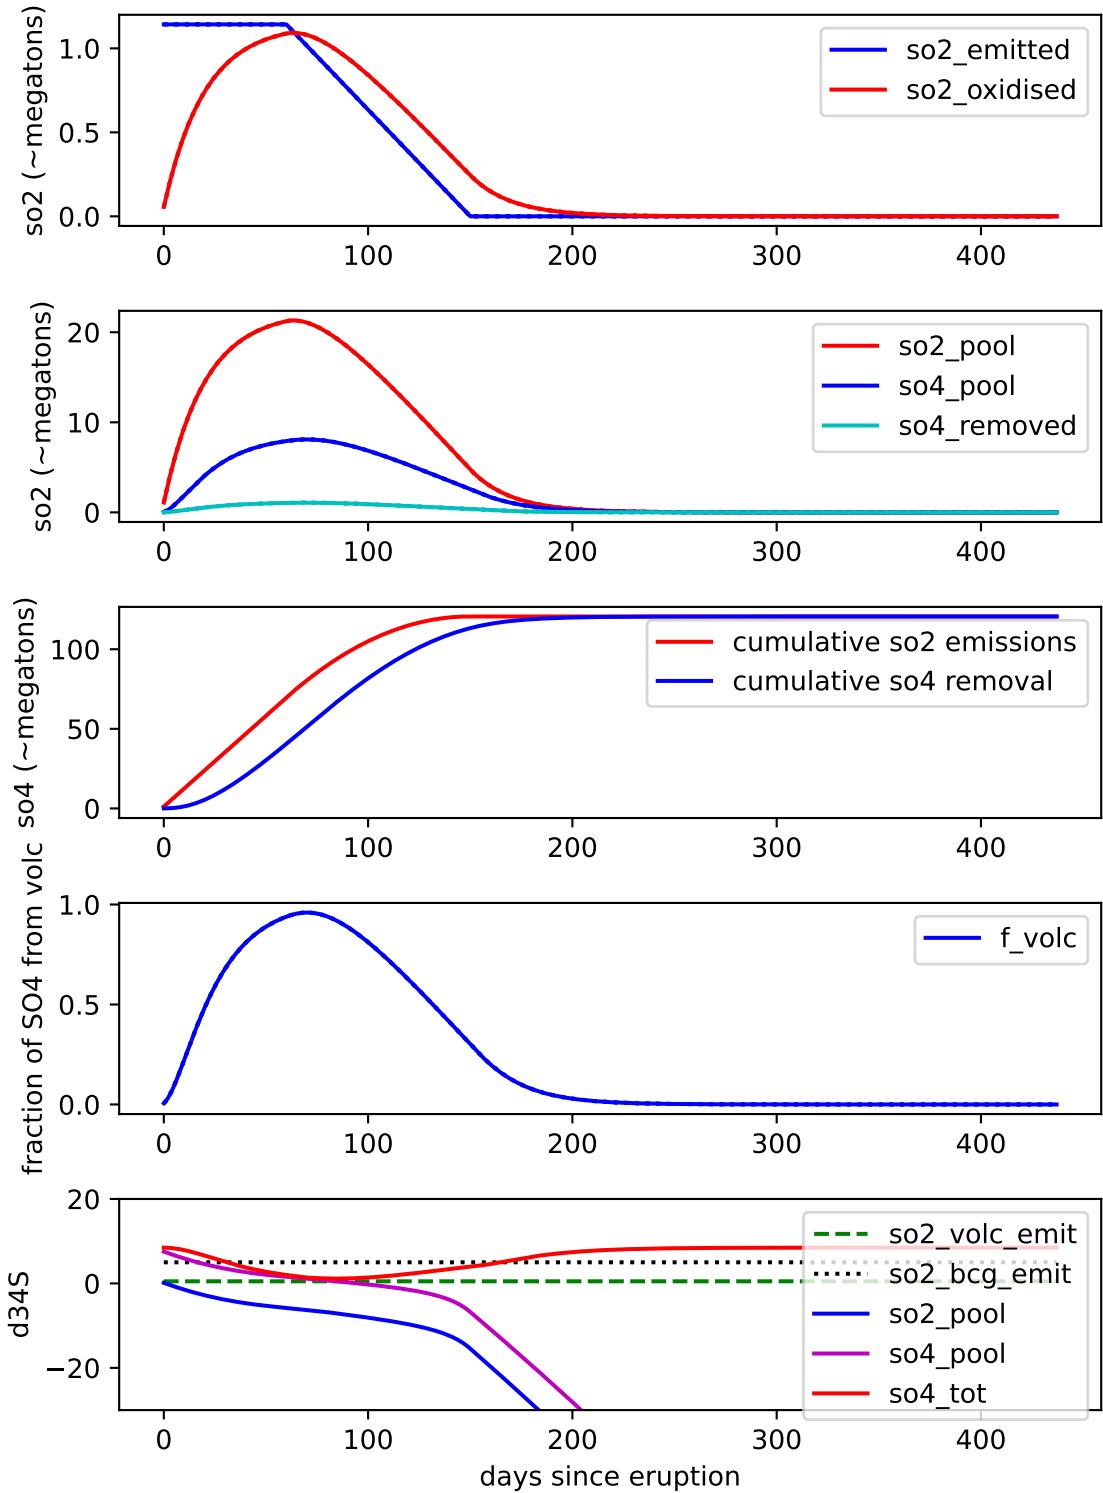 so2 (~megatons)
1.0
0.5
0.0
so2_emitted
so2_oxidised
0 100 200 300 400
so2 (~megatons)
20
10
0
so2_pool
so4_pool
so4_removed
0 100 200 300 400
so4 (~megatons)
100
50
0
cumulative so2 emissions
cumulative so4 removal
0 100 200 300 400
fraction of SO4 from volc
1.0
0.5
0.0
f_volc
0 100 200 300 400
d34S
20
0
−20
so2_volc_emit
so2_bcg_emit
so2_pool
so4_pool
so4_tot
0 100 200 300 400
days since eruption